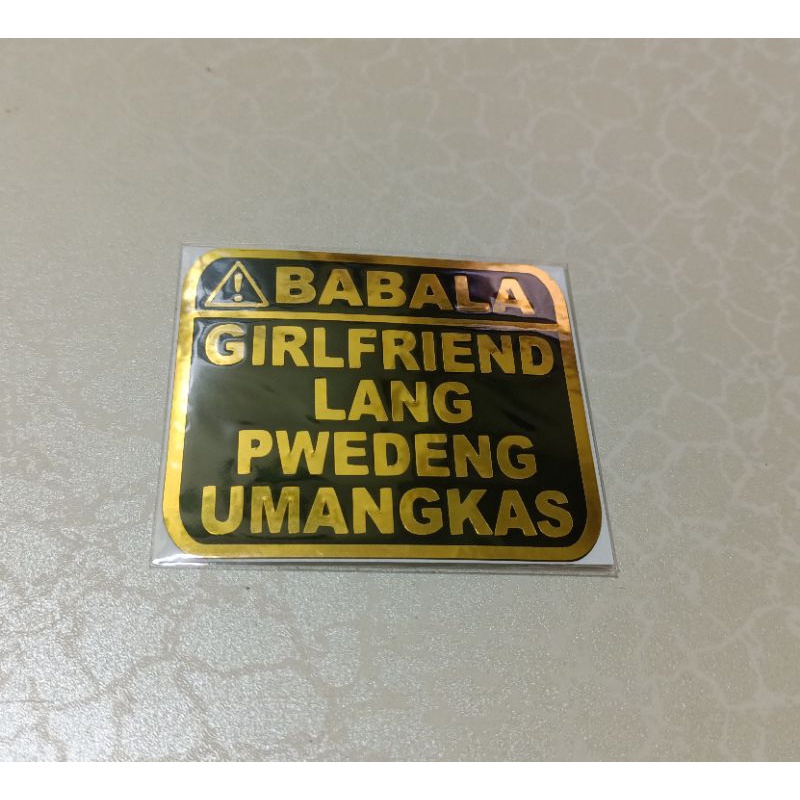 BABALA
GIRLFRIEND
LANG
PWEDENG
UMANGKAS